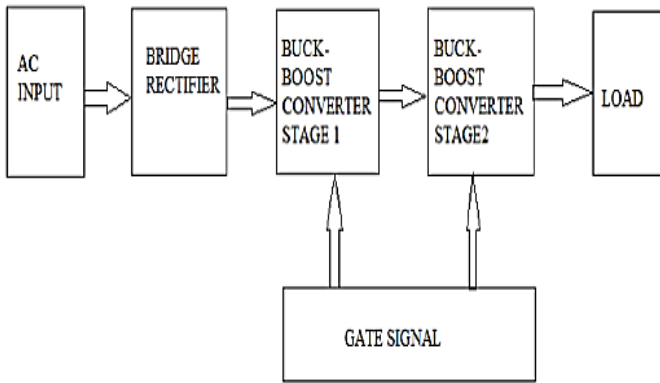 AC
INPUT
BRIDGE
RECTIFIER
BUCK-
BOOST
CONVERTER
STAGE 1
BUCK-
BOOST
CONVERTER
STAGE2
LOAD
GATE SIGNAL